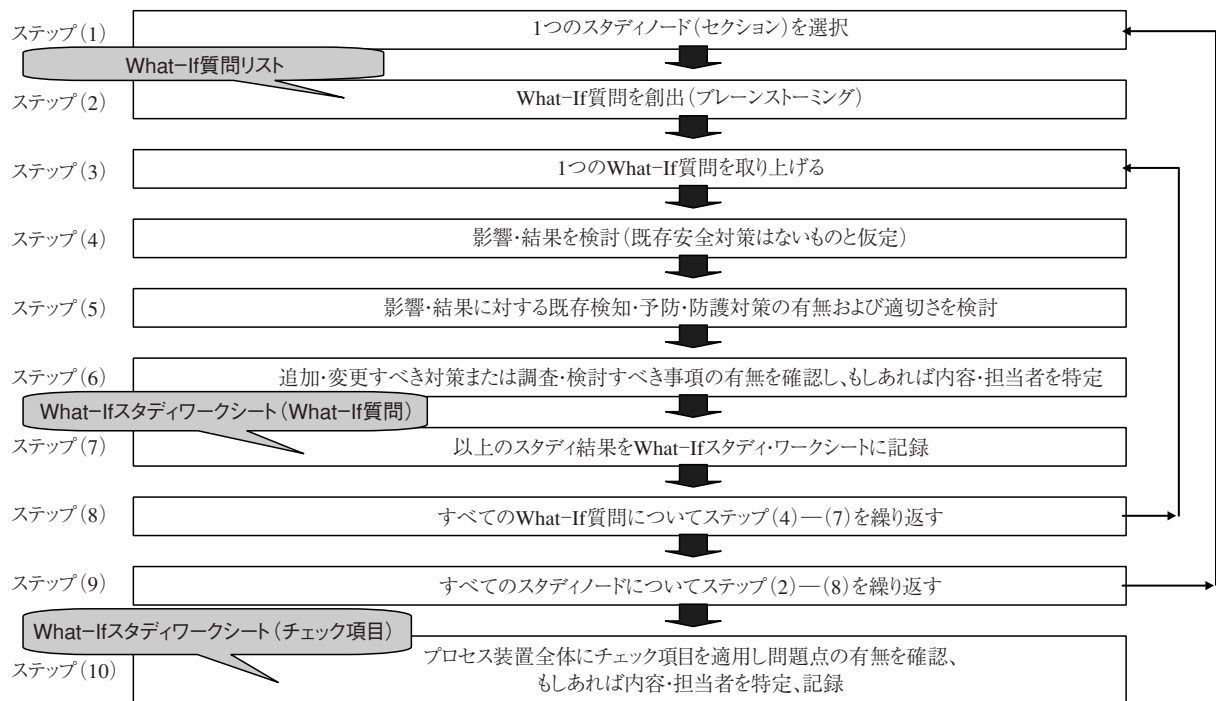 ステップ(1)
1つのスタディノード(セクション)を選択
What-If質問リスト
ステップ(2)
What-If質問を創出(ブレーンストーミング)
ステップ(3)
1つのWhat-If質問を取り上げる
ステップ(4)
影響・結果を検討(既存安全対策はないものと仮定)
ステップ(5)
影響・結果に対する既存検知・予防・防護対策の有無および適切さを検討
ステップ(6)
追加・変更すべき対策または調査・検討すべき事項の有無を確認し、もしあれば内容・担当者を特定
What-Ifスタディワークシート(What-If質問)
ステップ(7)
以上のスタディ結果をWhat-Ifスタディ・ワークシートに記録
ステップ(8)
すべてのWhat-If質問についてステップ(4)—(7)を繰り返す
ステップ(9)
すべてのスタディノードについてステップ(2)—(8)を繰り返す
What-Ifスタディワークシート(チェック項目)
ステップ(10)
プロセス装置全体にチェック項目を適用し問題点の有無を確認、
もしあれば内容・担当者を特定、記録